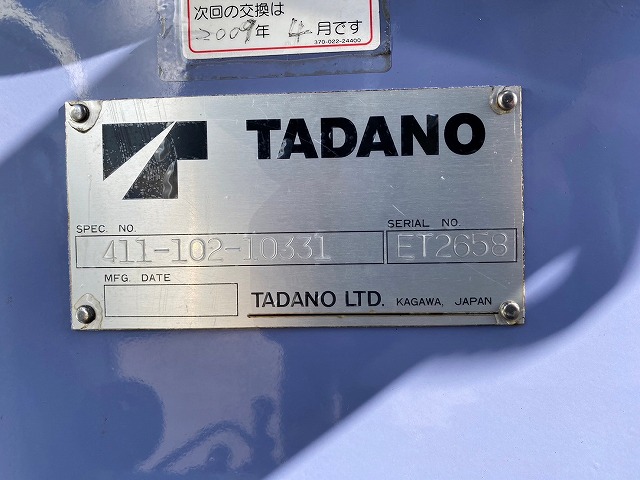 次回の交換は
2009年 4月です
370-022-24400
TADANO
SPEC. NO.
SERIAL NO.
411-102-10331
ET2658
MFG. DATE
TADANO LTD. KAGAWA, JAPAN